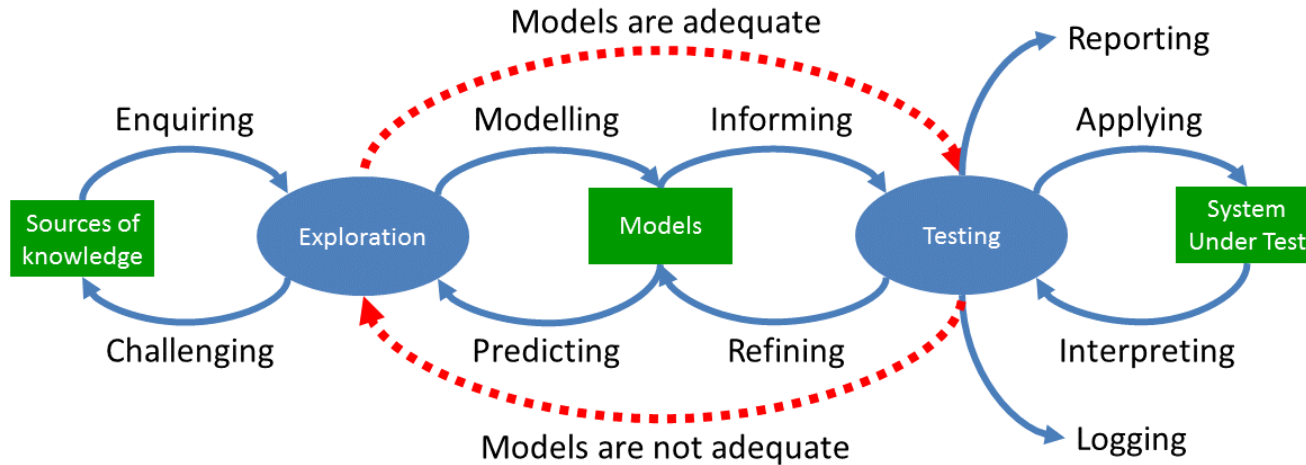 Models are adequate
Reporting
Enquiring
Modelling
Informing
Applying
Sources of
knowledge
Exploration
Models
Testing
System
Under Test
Challenging
Predicting
Refining
Interpreting
Models are not adequate
Logging